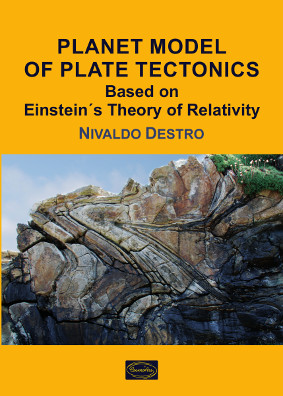 PLANET MODEL
OF PLATE TECTONICS
Based on
Einstein´s Theory of Relativity
NIVALDO DESTRO